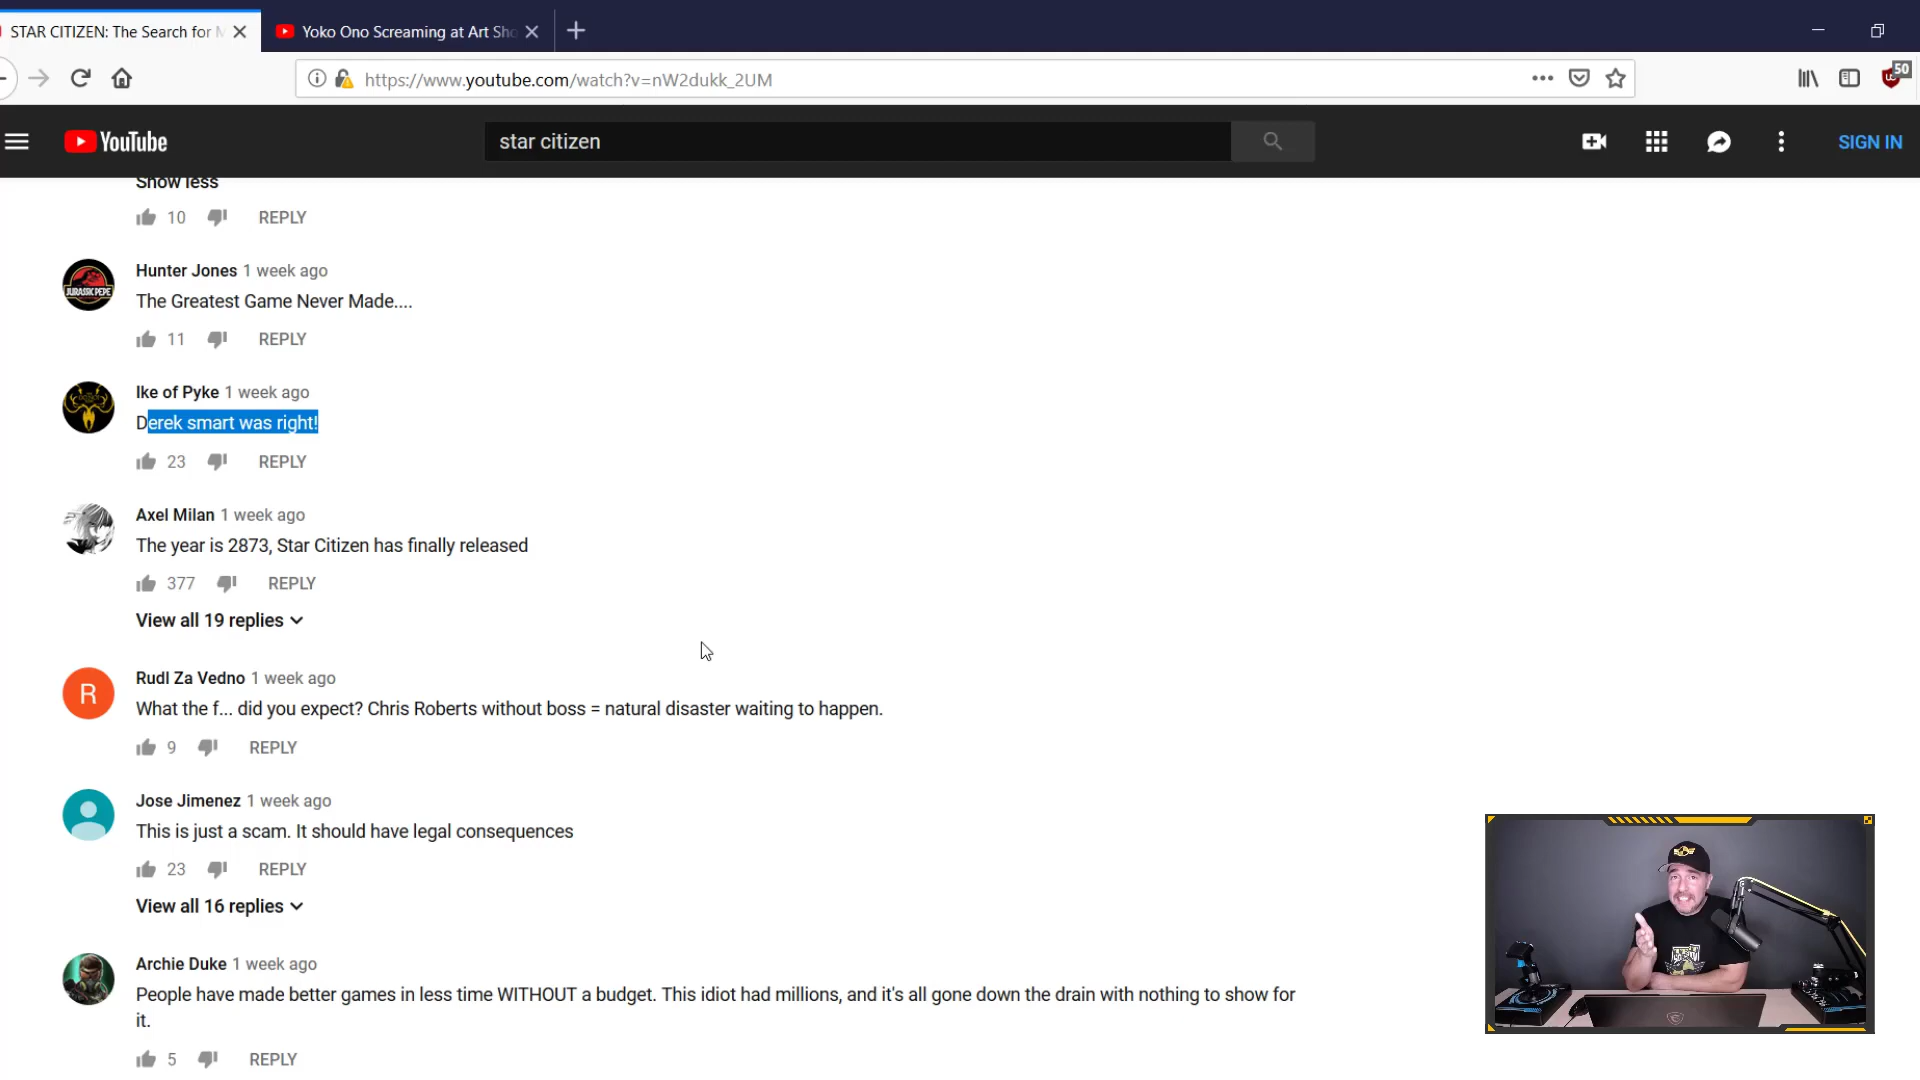 STAR CITIZEN: The Search for M
Yoko Ono Screaming at Art Sho
https://www.youtube.com/watch?v=nW2dukk_2UM
50
YouTube
star citizen
SIGN IN
Show less
10 REPLY
Hunter Jones 1 week ago
The Greatest Game Never Made....
11 REPLY
Ike of Pyke 1 week ago
Derek smart was right!
23 REPLY
Axel Milan 1 week ago
The year is 2873, Star Citizen has finally released
377 REPLY
View all 19 replies
R
Rudl Za Vedno 1 week ago
What the f... did you expect? Chris Roberts without boss = natural disaster waiting to happen.
9 REPLY
Jose Jimenez 1 week ago
This is just a scam. It should have legal consequences
23 REPLY
View all 16 replies
Archie Duke 1 week ago
People have made better games in less time WITHOUT a budget. This idiot had millions, and it's all gone down the drain with nothing to show for
it.
5 REPLY
JURASSIC PEPE